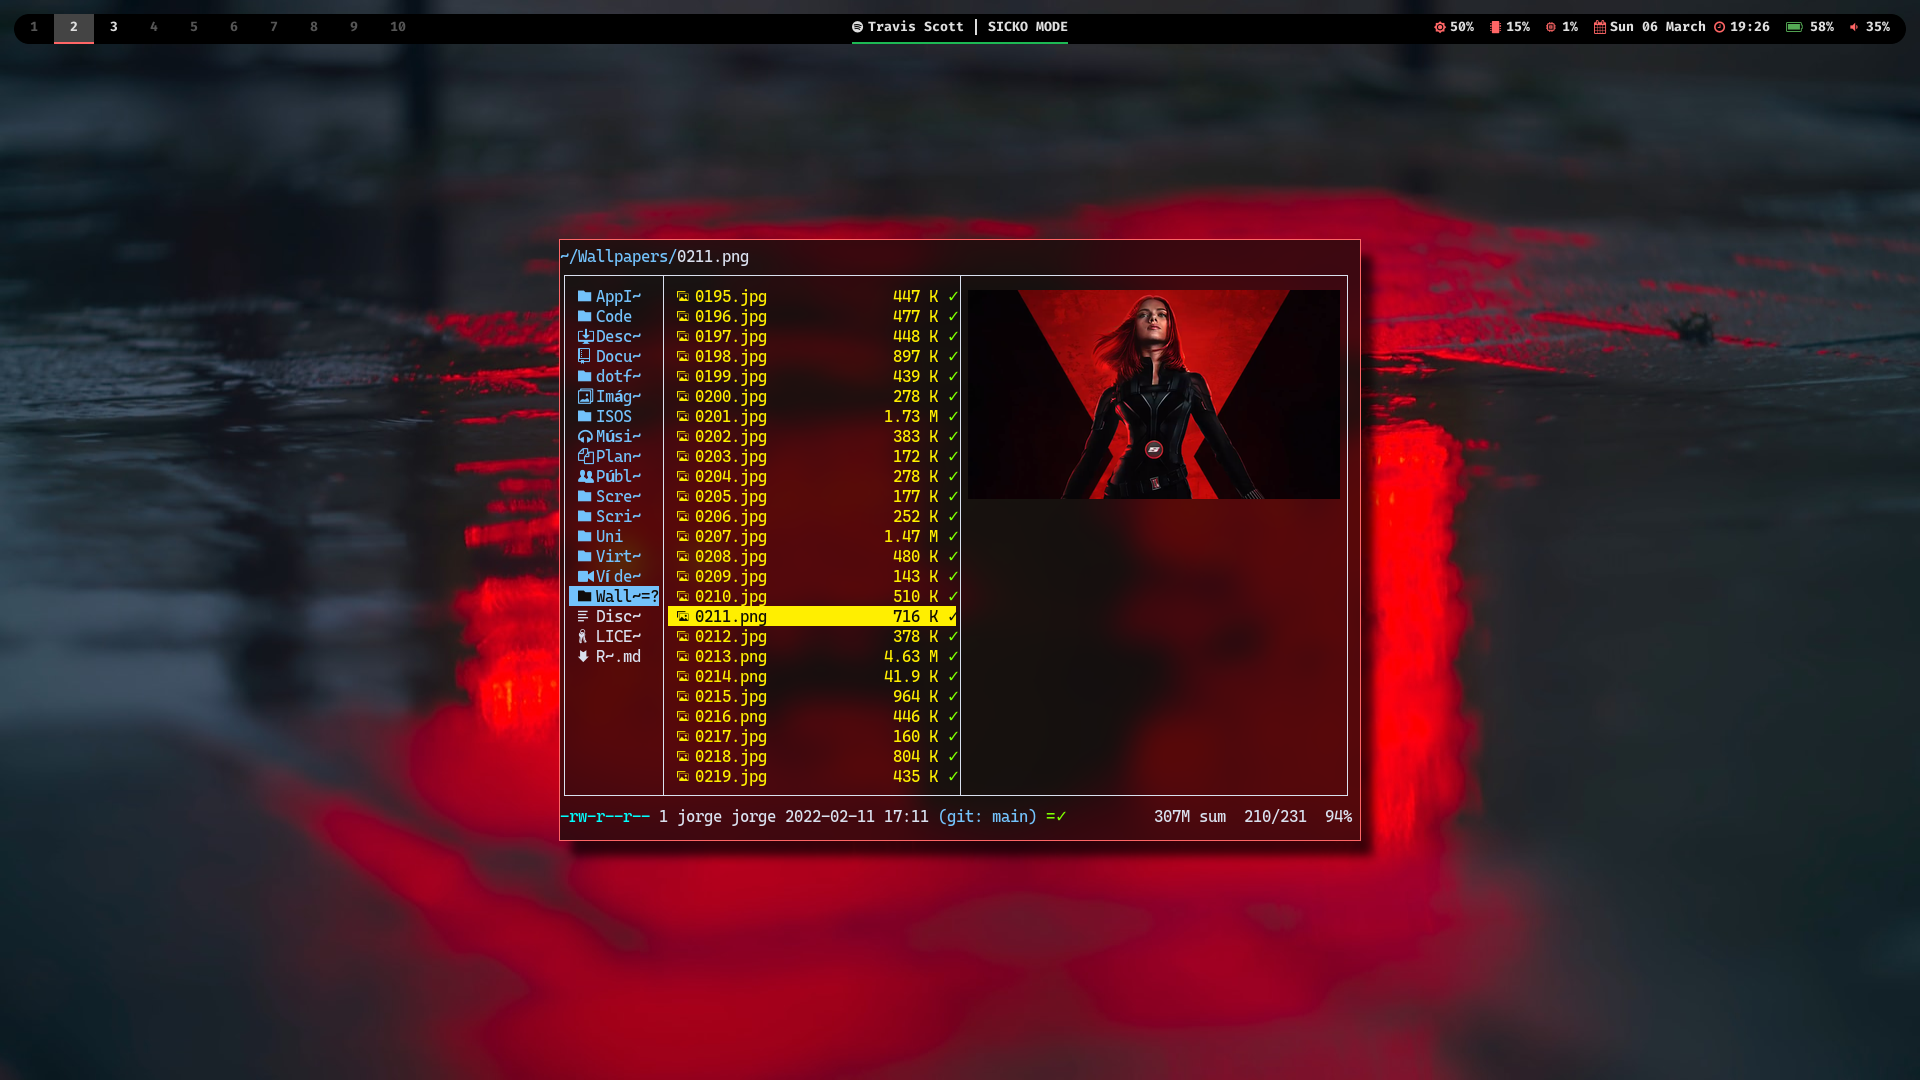 1 2 3 4 5 6 7 8 9 10
Travis Scott | SICKO MODE
50% 15% 1% Sun 06 March 19:26 58% 35%
~/Wallpapers/0211.png
AppI~
Code
Desc~
Docu~
dotf~
Imág~
ISOS
Músi~
Plan~
Públ~
Scre~
Scri~
Uni
Virt~
Víde~
Wall~=?
Disc~
LICE~
R~.md
0195.jpg 447 K ✓
0196.jpg 477 K ✓
0197.jpg 448 K ✓
0198.jpg 897 K ✓
0199.jpg 439 K ✓
0200.jpg 278 K ✓
0201.jpg 1.73 M ✓
0202.jpg 383 K ✓
0203.jpg 172 K ✓
0204.jpg 278 K ✓
0205.jpg 177 K ✓
0206.jpg 252 K ✓
0207.jpg 1.47 M ✓
0208.jpg 480 K ✓
0209.jpg 143 K ✓
0210.jpg 510 K ✓
0211.png 716 K ✓
0212.jpg 378 K ✓
0213.png 4.63 M ✓
0214.png 41.9 K ✓
0215.jpg 964 K ✓
0216.png 446 K ✓
0217.jpg 160 K ✓
0218.jpg 804 K ✓
0219.jpg 435 K ✓
-rw-r--r-- 1 jorge jorge 2022-02-11 17:11 (git: main) =✓ 307M sum 210/231 94%